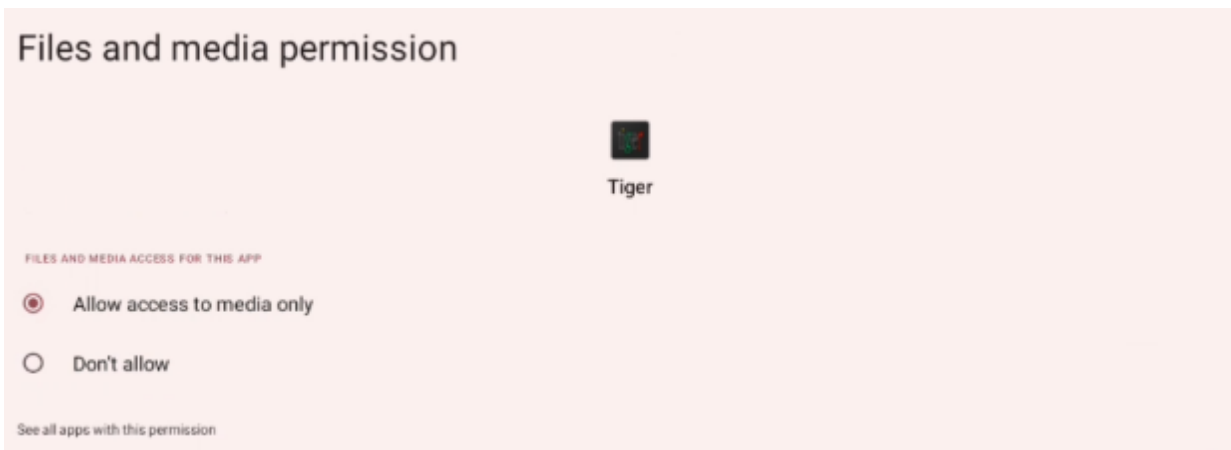 Files and media permission
Tiger
FILES AND MEDIA ACCESS FOR THIS APP
Allow access to media only
Don't allow
See all apps with this permission